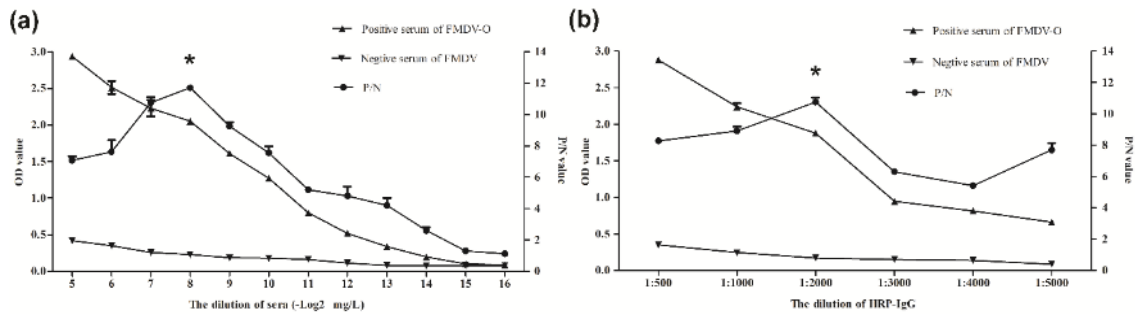 (a)
Positive serum of FMDV-O
Negtive serum of FMDV
P/N
3.0 14
2.5 12
2.0 10
1.5 8
1.0 6
0.5 4
0.0 2
0
*
OD value
P/N value
5 6 7 8 9 10 11 12 13 14 15 16
The dilution of sera (-Log2 mg/L)
(b)
Positive serum of FMDV-O
Negtive serum of FMDV
P/N
3.0 14
2.5 12
2.0 10
1.5 8
1.0 6
0.5 4
0.0 2
0
*
OD value
P/N value
1:500 1:1000 1:2000 1:3000 1:4000 1:5000
The dilution of HRP-IgG